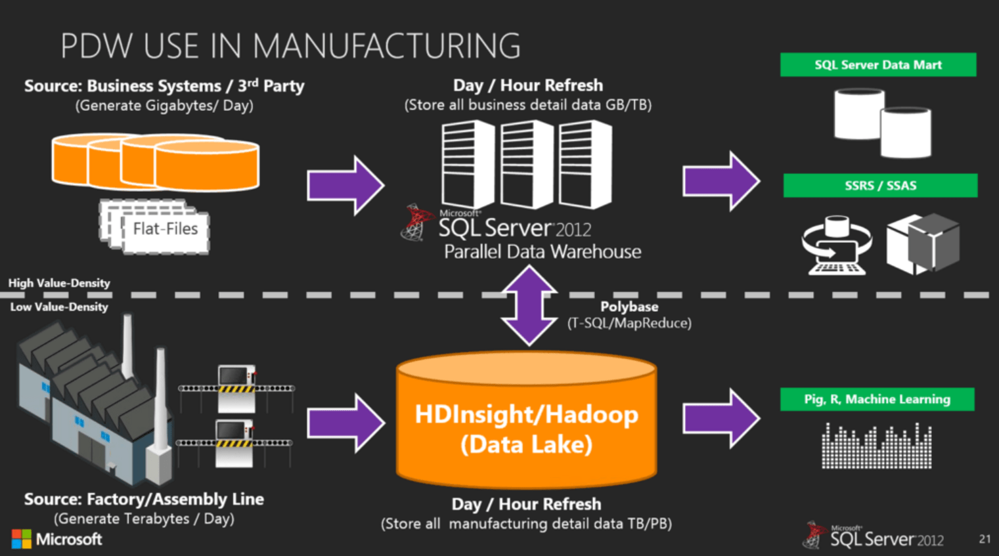 PDW USE IN MANUFACTURING
Source: Business Systems / 3rd Party
(Generate Gigabytes/ Day)
Flat-Files
Day / Hour Refresh
(Store all business detail data GB/TB)
Microsoft®
SQL Server® 2012
Parallel Data Warehouse
SQL Server Data Mart
SSRS / SSAS
High Value-Density
Low Value-Density
Polybase
(T-SQL/MapReduce)
HDInsight/Hadoop
(Data Lake)
Pig, R, Machine Learning
Source: Factory/Assembly Line
(Generate Terabytes / Day)
Day / Hour Refresh
(Store all  manufacturing detail data TB/PB)
Microsoft
Microsoft®
SQL Server® 2012
21